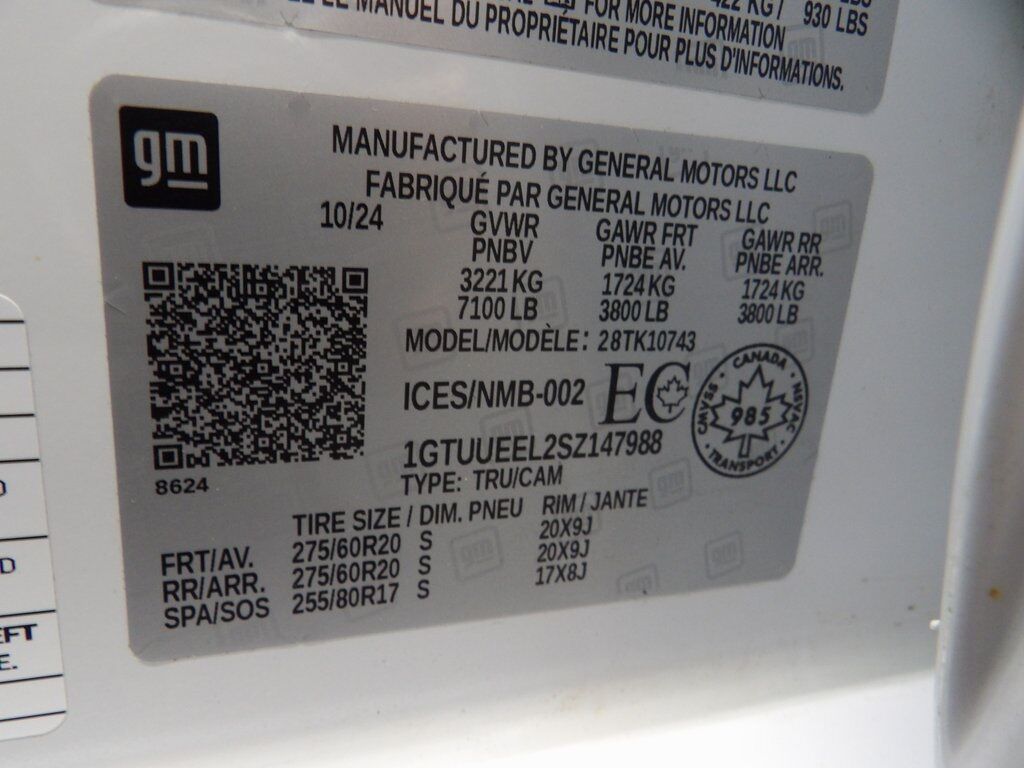 FOR MORE INFORMATION
LE MANUEL DU PROPRIÉTAIRE POUR PLUS D'INFORMATIONS.
930 LBS
gm
MANUFACTURED BY GENERAL MOTORS LLC
FABRIQUÉ PAR GENERAL MOTORS LLC
10/24
GVWR GAWR FRT GAWR RR
PNBV PNBE AV. PNBE ARR.
3221 KG 1724 KG 1724 KG
7100 LB 3800 LB 3800 LB
MODEL/MODÈLE: 28TK10743
ICES/NMB-002 EC
CANADA
CMVSS 985 NSVAC
TRANSPORT
1GTUUEEL2SZ147988
TYPE: TRU/CAM
8624
TIRE SIZE / DIM. PNEU RIM / JANTE
FRT/AV. 275/60R20 S 20X9J
RR/ARR. 275/60R20 S 20X9J
SPA/SOS 255/80R17 S 17X8J